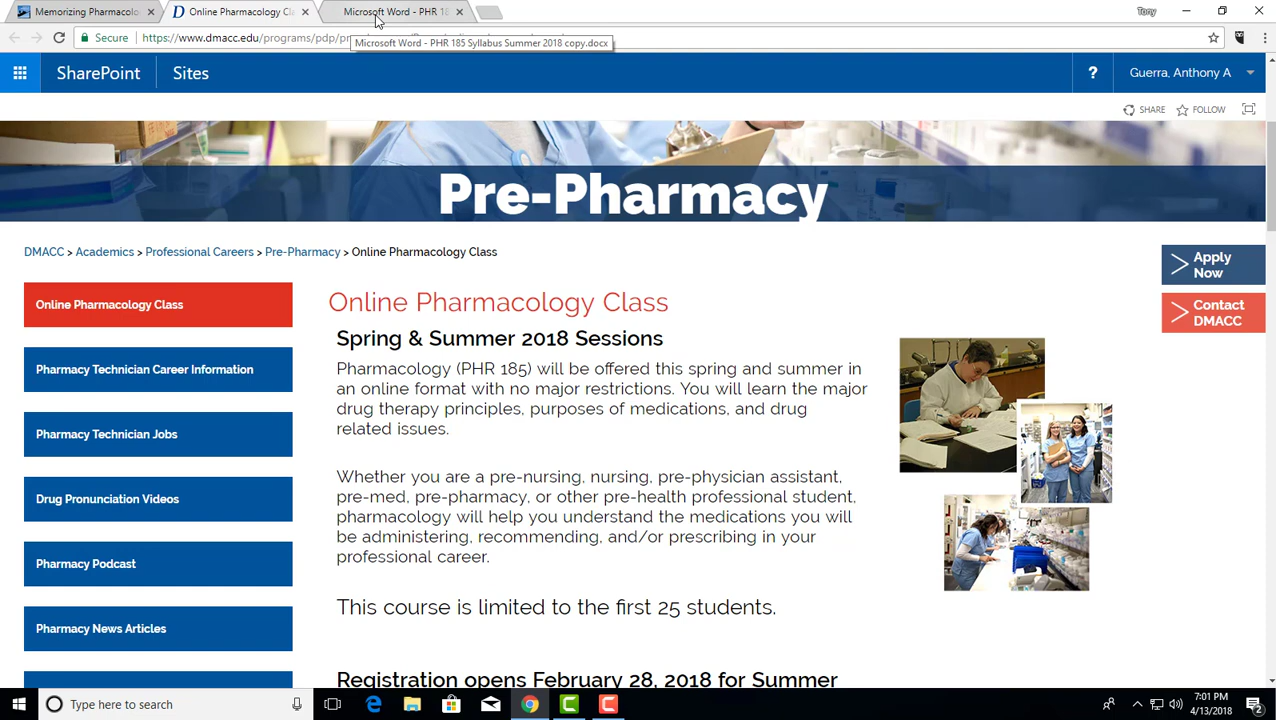 Memorizing Pharmacolo
Online Pharmacology Cl
Microsoft Word - PHR 18
Tony
Secure
https://www.dmacc.edu/programs/pdp/pr
Microsoft Word - PHR 185 Syllabus Summer 2018 copy.docx
SharePoint
Sites
?
Guerra, Anthony A
SHARE
FOLLOW
Pre-Pharmacy
DMACC > Academics > Professional Careers > Pre-Pharmacy > Online Pharmacology Class
Apply
Now
Contact
DMACC
Online Pharmacology Class
Pharmacy Technician Career Information
Pharmacy Technician Jobs
Drug Pronunciation Videos
Pharmacy Podcast
Pharmacy News Articles
Online Pharmacology Class
Spring & Summer 2018 Sessions
Pharmacology (PHR 185) will be offered this spring and summer in
an online format with no major restrictions. You will learn the major
drug therapy principles, purposes of medications, and drug
related issues.
Whether you are a pre-nursing, nursing, pre-physician assistant,
pre-med, pre-pharmacy, or other pre-health professional student,
pharmacology will help you understand the medications you will
be administering, recommending, and/or prescribing in your
professional career.
This course is limited to the first 25 students.
Registration opens February 28, 2018 for Summer
Type here to search
7:01 PM
4/13/2018
2